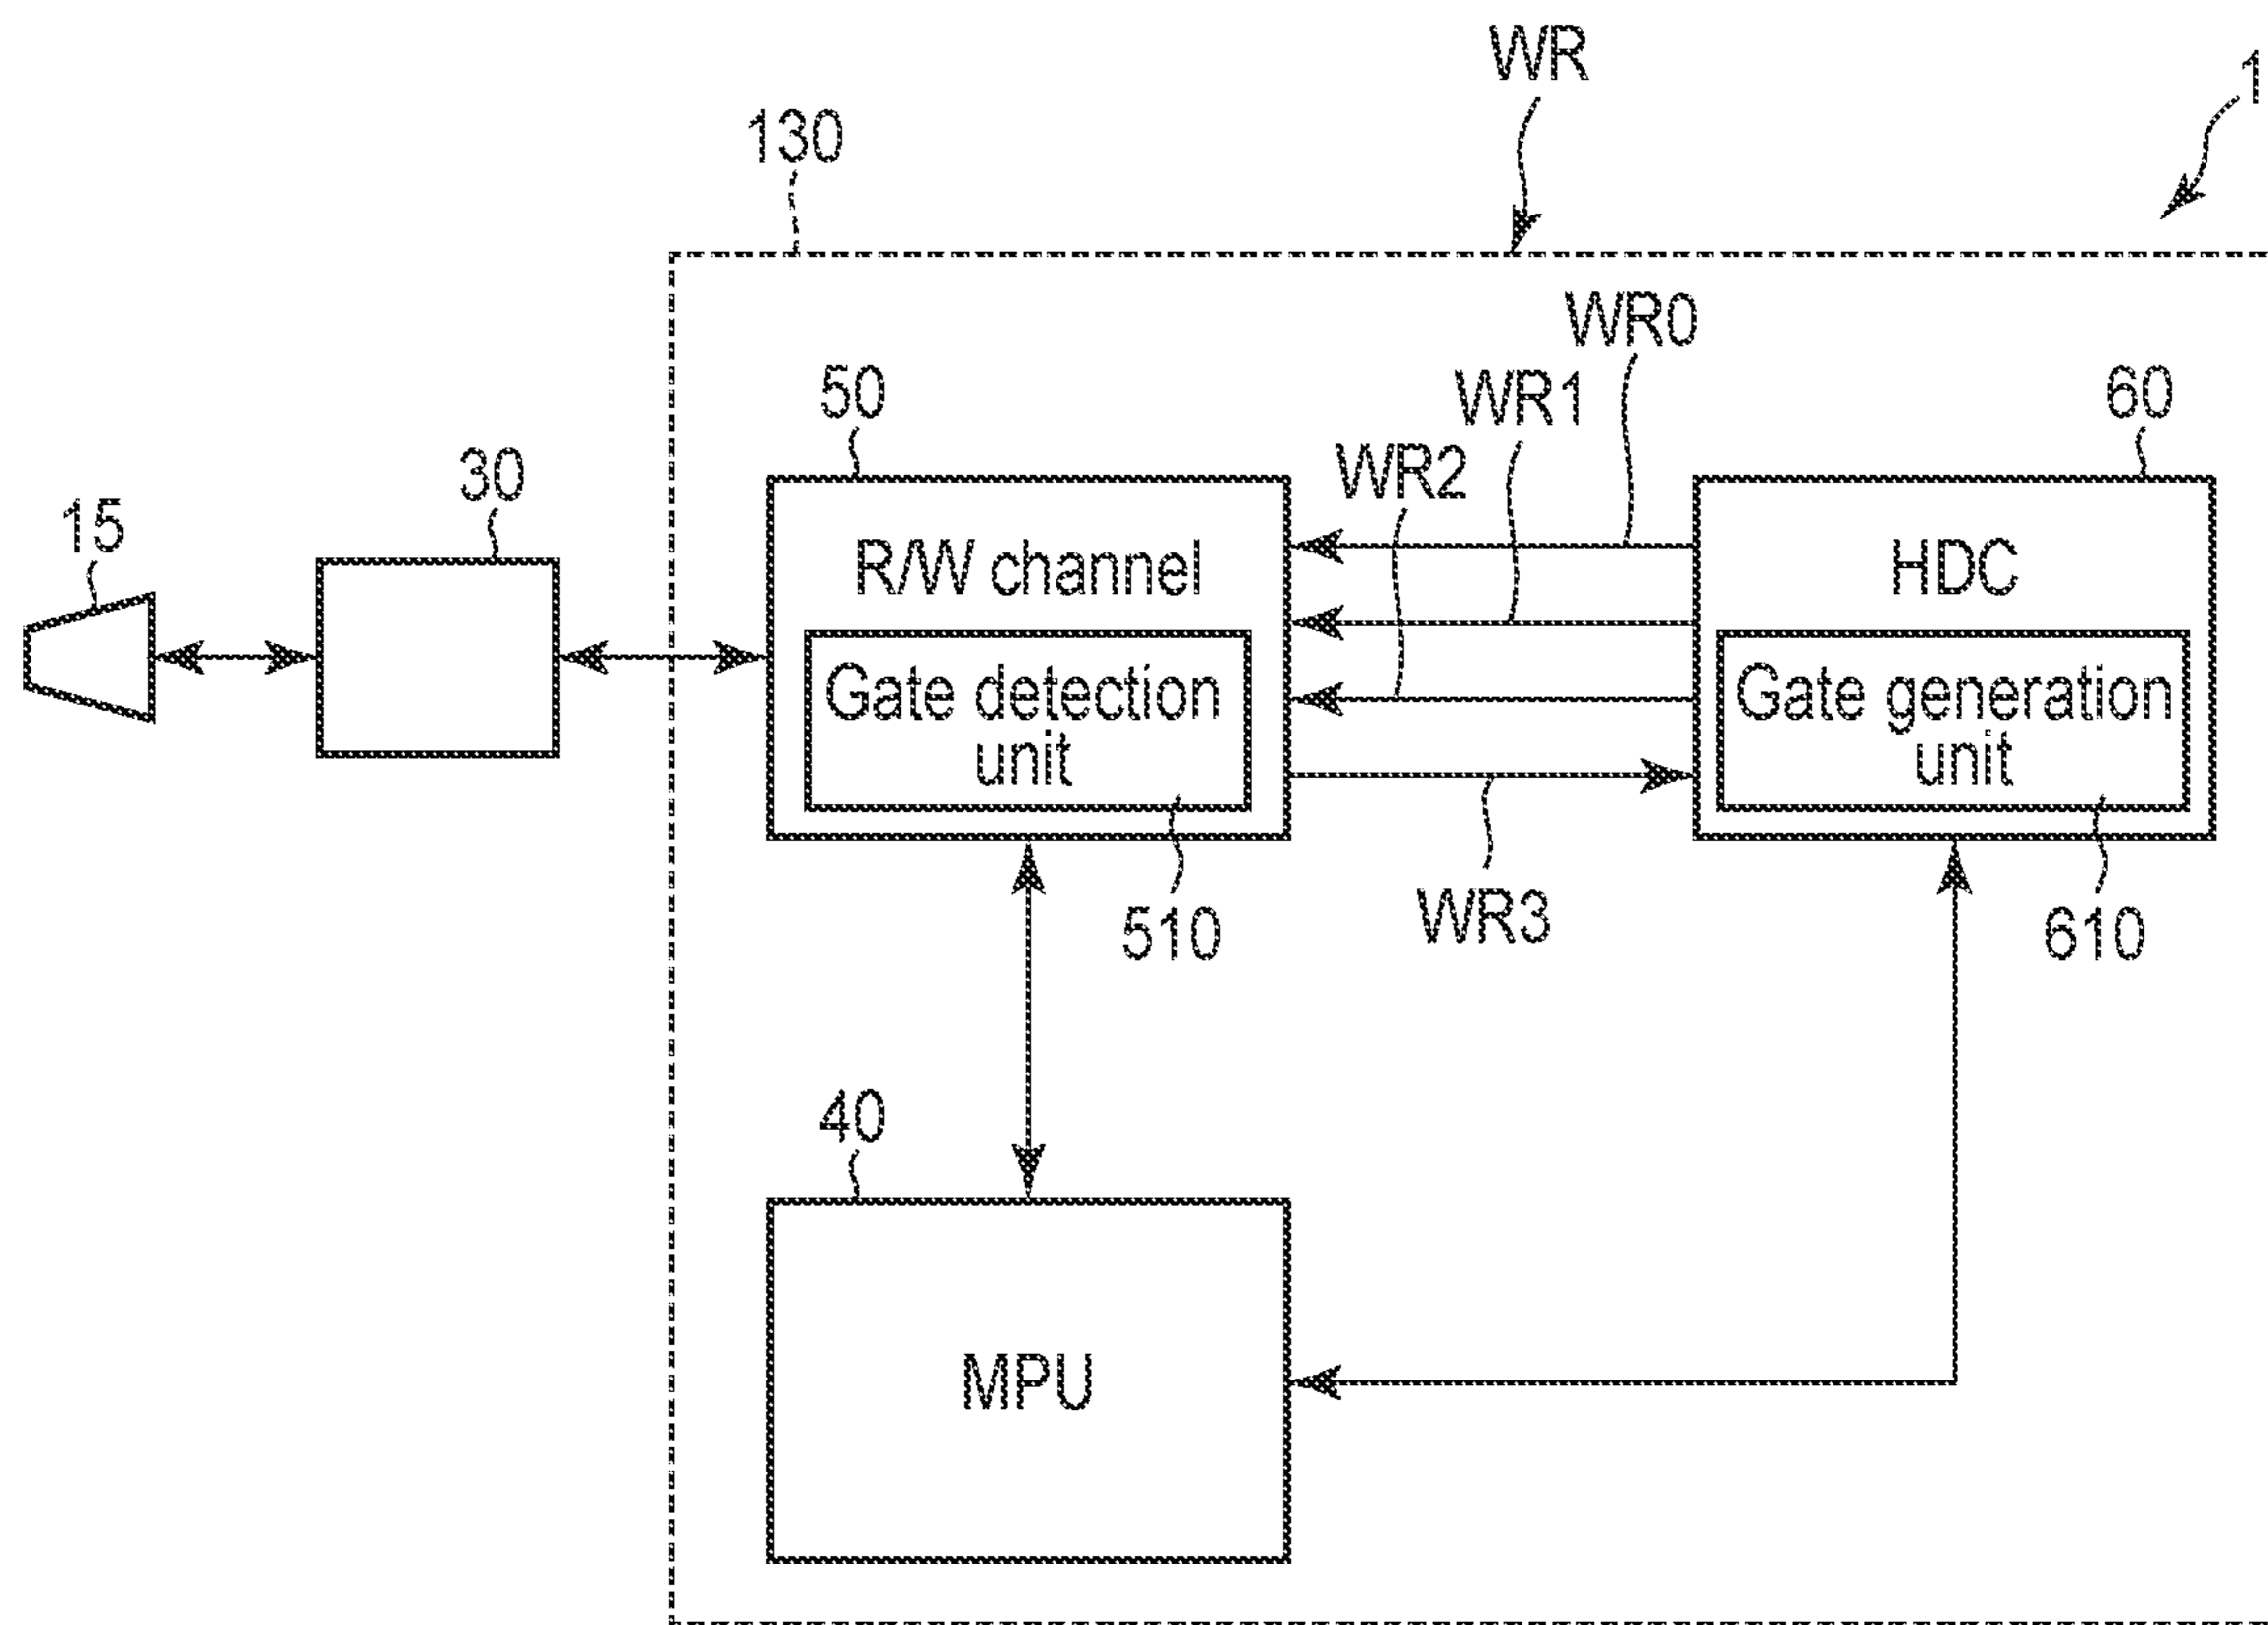 WR
1
130
WR0
50
WR1
60
30
WR2
15
R/W channel
HDC
Gate detection
unit
Gate generation
unit
WR3
510
610
40
MPU